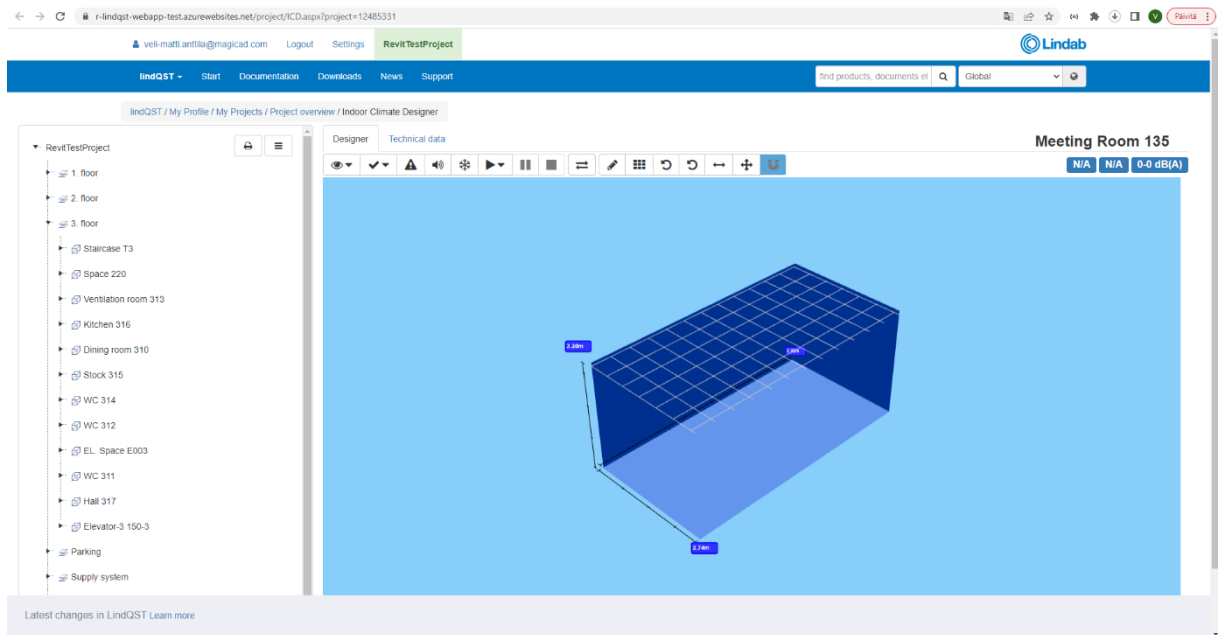 r-lindqst-webapp-test.azurewebsites.net/project/ICD.aspx?project=12485331
V
Päivitä
veli-matti.anttila@magicad.com Logout Settings RevitTestProject
Lindab
lindQST Start Documentation Downloads News Support
find products, documents et Global
lindQST / My Profile / My Projects / Project overview / Indoor Climate Designer
RevitTestProject
1. floor
2. floor
3. floor
Staircase T3
Space 220
Ventilation room 313
Kitchen 316
Dining room 310
Stock 315
WC 314
WC 312
EL. Space E003
WC 311
Hall 317
Elevator-3 150-3
Parking
Supply system
Designer Technical data
Meeting Room 135
N/A N/A 0-0 dB(A)
3.30m
3.74m
Latest changes in LindQST Learn more